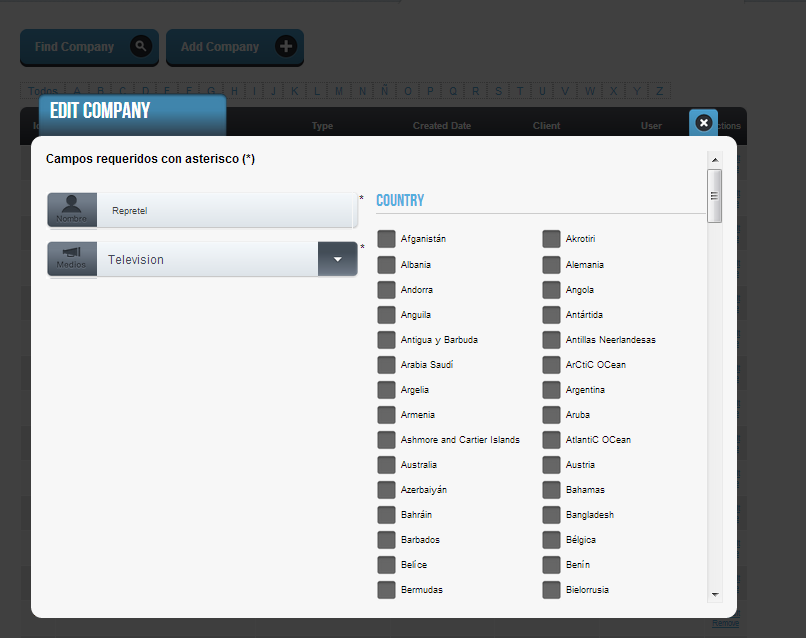 Find Company
Add Company
Todos A B C D E F G H I J K L M N Ñ O P Q R S T U V W X Y Z
EDIT COMPANY
Type Created Date Client User
Campos requeridos con asterisco (*)
Nombre Repretel *
Medios Television *
COUNTRY
Afganistán Akrotiri
Albania Alemania
Andorra Angola
Anguila Antártida
Antigua y Barbuda Antillas Neerlandesas
Arabia Saudí ArCtiC OCean
Argelia Argentina
Armenia Aruba
Ashmore and Cartier Islands AtlantiC OCean
Australia Austria
Azerbaiyán Bahamas
Bahráin Bangladesh
Barbados Bélgica
Belice Benín
Bermudas Bielorrusia
Remove